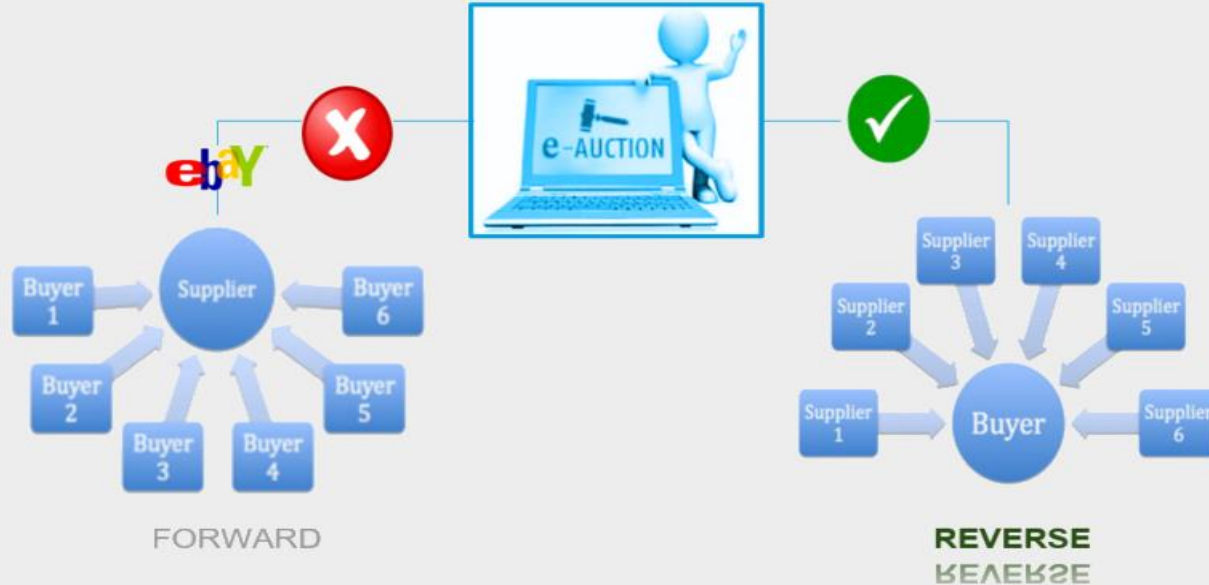 e-AUCTION
ebaY
X
Supplier
Buyer
1
Buyer
6
Buyer
2
Buyer
5
Buyer
3
Buyer
4
FORWARD
Supplier
3
Supplier
4
Supplier
2
Supplier
5
Supplier
1
Buyer
Supplier
6
REVERSE
REVERSE